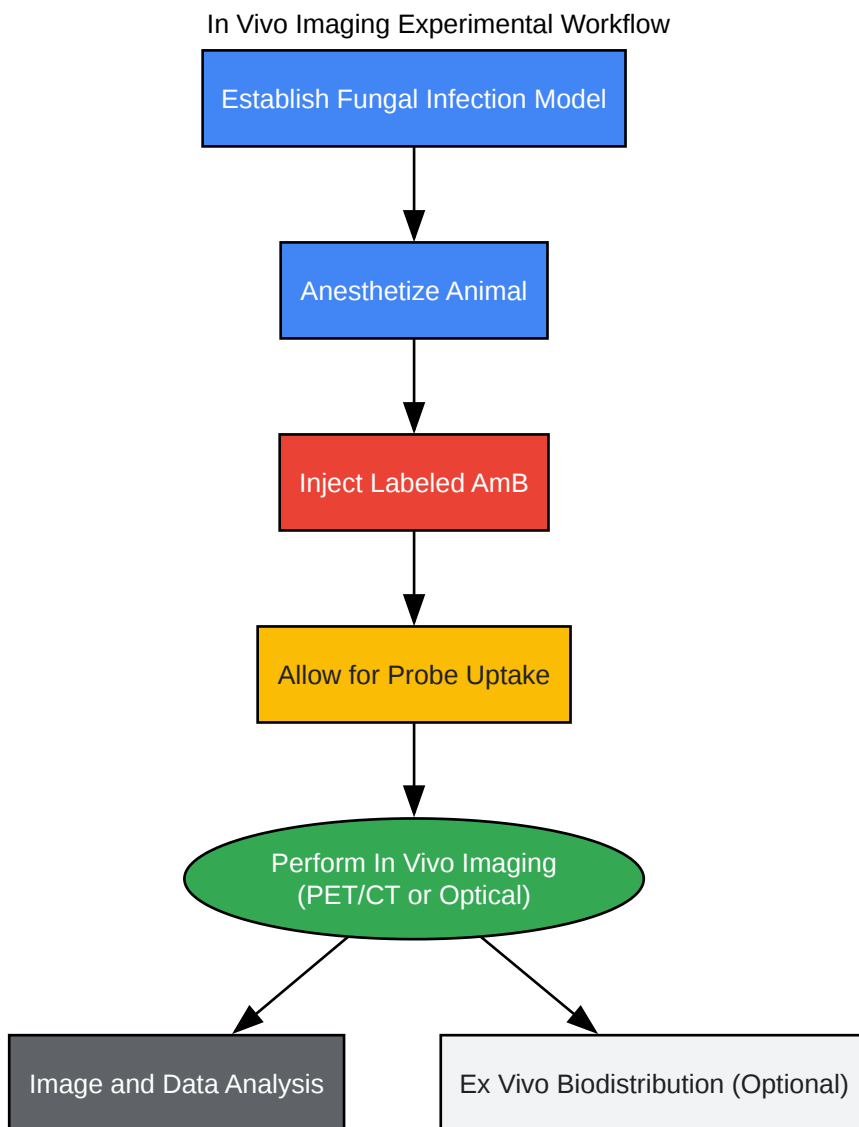 In Vivo Imaging Experimental Workflow
Establish Fungal Infection Model
Anesthetize Animal
Inject Labeled AmB
Allow for Probe Uptake
Perform In Vivo Imaging
(PET/CT or Optical)
Image and Data Analysis
Ex Vivo Biodistribution (Optional)